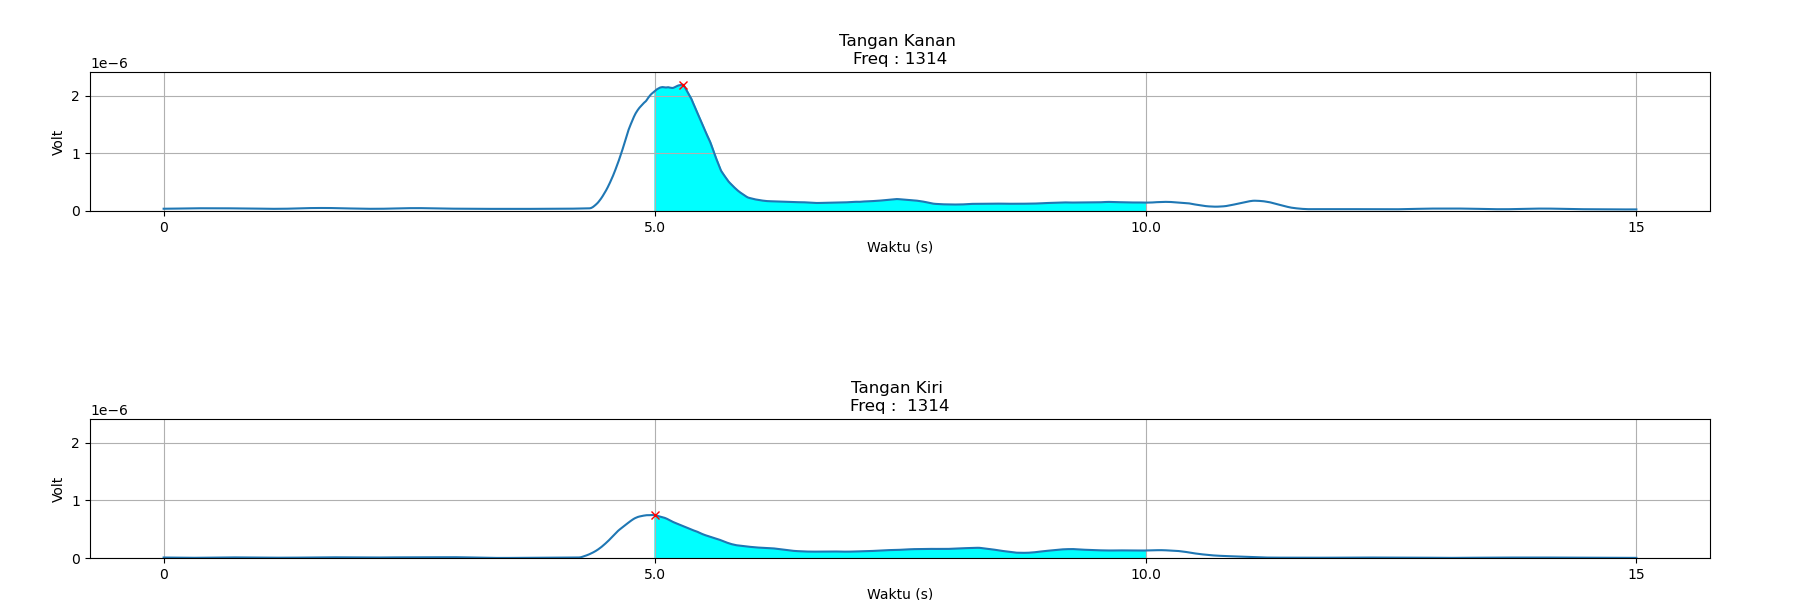 Tangan Kanan
Freq : 1314
1e−6
2
1
0
Volt
0 5.0 10.0 15
Waktu (s)
Tangan Kiri
Freq :  1314
1e−6
2
1
0
Volt
0 5.0 10.0 15
Waktu (s)